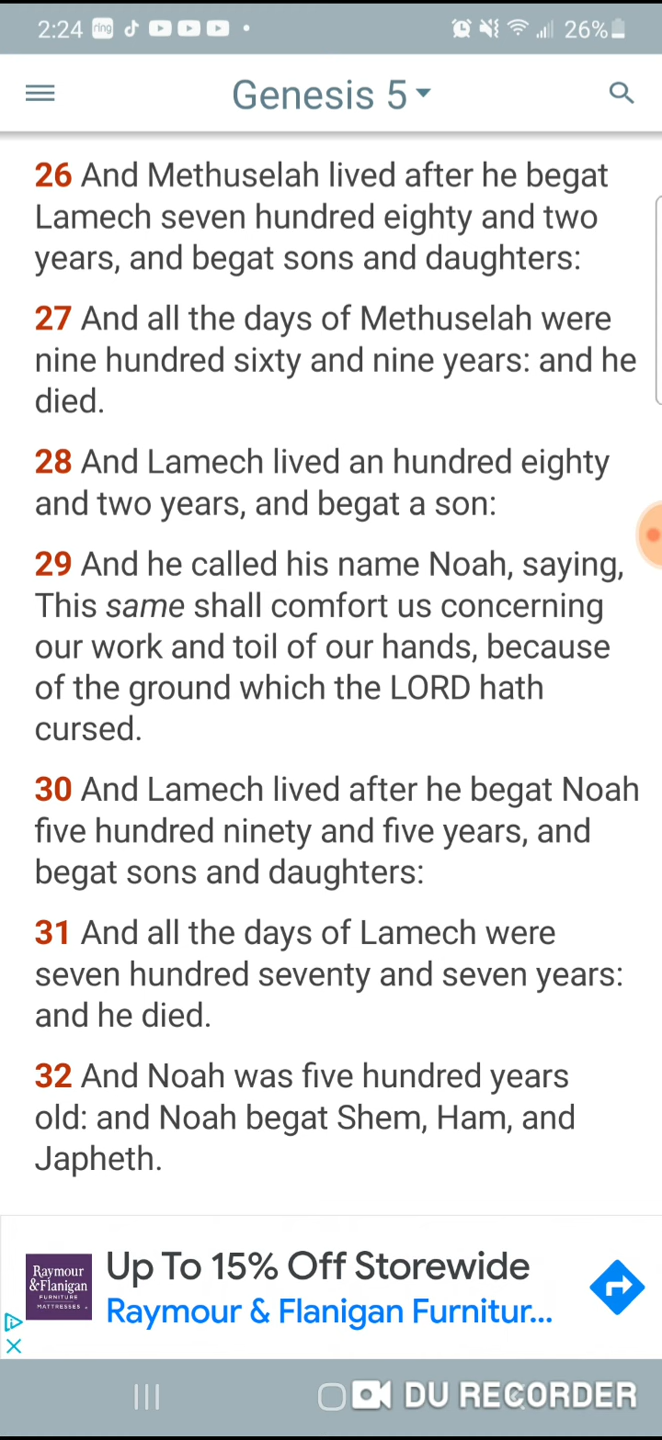 2:24 ring 26%
Genesis 5
26 And Methuselah lived after he begat
Lamech seven hundred eighty and two
years, and begat sons and daughters:
27 And all the days of Methuselah were
nine hundred sixty and nine years: and he
died.
28 And Lamech lived an hundred eighty
and two years, and begat a son:
29 And he called his name Noah, saying,
This same shall comfort us concerning
our work and toil of our hands, because
of the ground which the LORD hath
cursed.
30 And Lamech lived after he begat Noah
five hundred ninety and five years, and
begat sons and daughters:
31 And all the days of Lamech were
seven hundred seventy and seven years:
and he died.
32 And Noah was five hundred years
old: and Noah begat Shem, Ham, and
Japheth.
Raymour
&Flanigan
FURNITURE
MATTRESSES
Up To 15% Off Storewide
Raymour & Flanigan Furnitur...
DU RECORDER